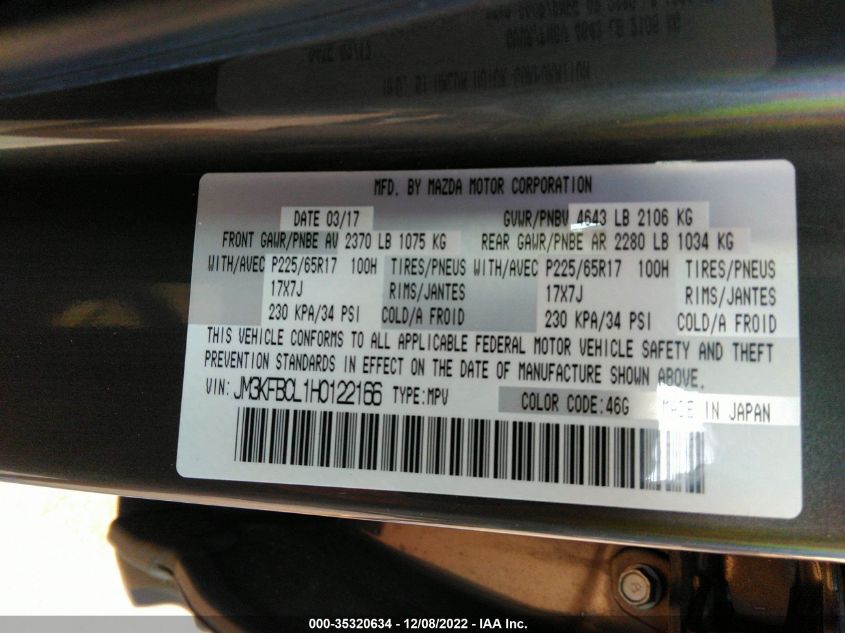 MFD. BY MAZDA MOTOR CORPORATION
DATE 03/17 GVWR/PNBV 4643 LB 2106 KG
FRONT GAWR/PNBE AV 2370 LB 1075 KG REAR GAWR/PNBE AR 2280 LB 1034 KG
WITH/AVEC P225/65R17 100H TIRES/PNEUS WITH/AVEC P225/65R17 100H TIRES/PNEUS
17X7J RIMS/JANTES 17X7J RIMS/JANTES
230 KPA/34 PSI COLD/A FROID 230 KPA/34 PSI COLD/A FROID
THIS VEHICLE CONFORMS TO ALL APPLICABLE FEDERAL MOTOR VEHICLE SAFETY AND THEFT
PREVENTION STANDARDS IN EFFECT ON THE DATE OF MANUFACTURE SHOWN ABOVE.
VIN: JM3KFBCL1H0122166 TYPE:MPV COLOR CODE:46G MADE IN JAPAN
000-35320634 - 12/08/2022 - IAA Inc.